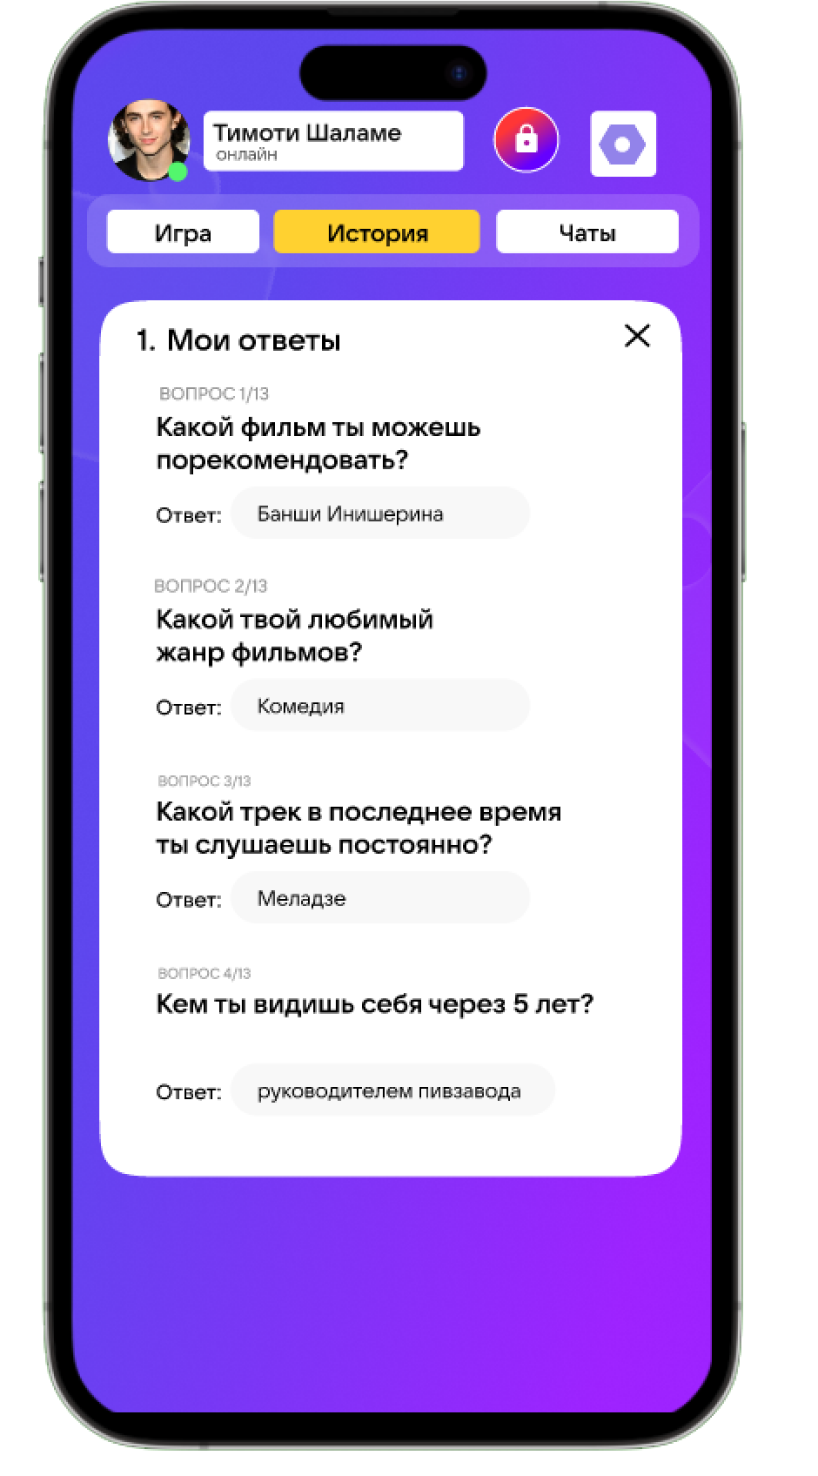 Тимоти Шаламе
онлайн
Игра
История
Чаты
1. Мои ответы
ВОПРОС 1/13
Какой фильм ты можешь
порекомендовать?
Ответ: Банши Инишерина
ВОПРОС 2/13
Какой твой любимый
жанр фильмов?
Ответ: Комедия
ВОПРОС 3/13
Какой трек в последнее время
ты слушаешь постоянно?
Ответ: Меладзе
ВОПРОС 4/13
Кем ты видишь себя через 5 лет?
Ответ: руководителем пивзавода